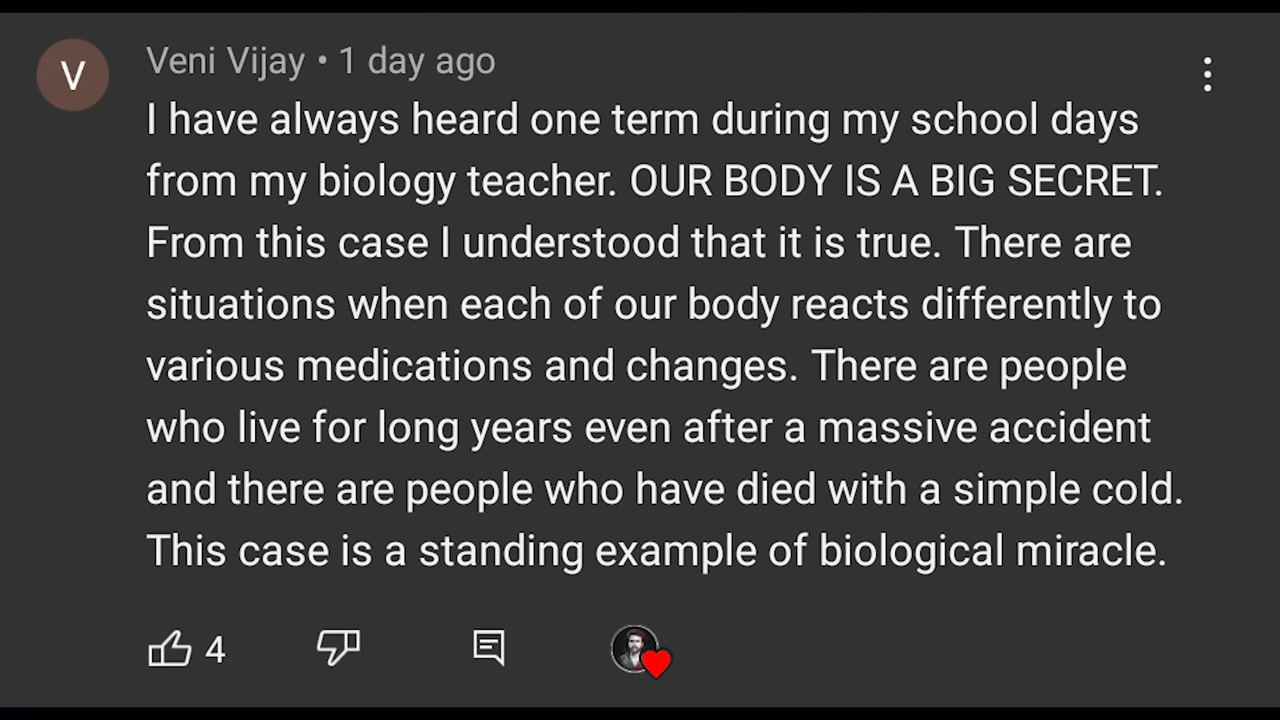 V
Veni Vijay • 1 day ago
I have always heard one term during my school days
from my biology teacher. OUR BODY IS A BIG SECRET.
From this case I understood that it is true. There are
situations when each of our body reacts differently to
various medications and changes. There are people
who live for long years even after a massive accident
and there are people who have died with a simple cold.
This case is a standing example of biological miracle.
4